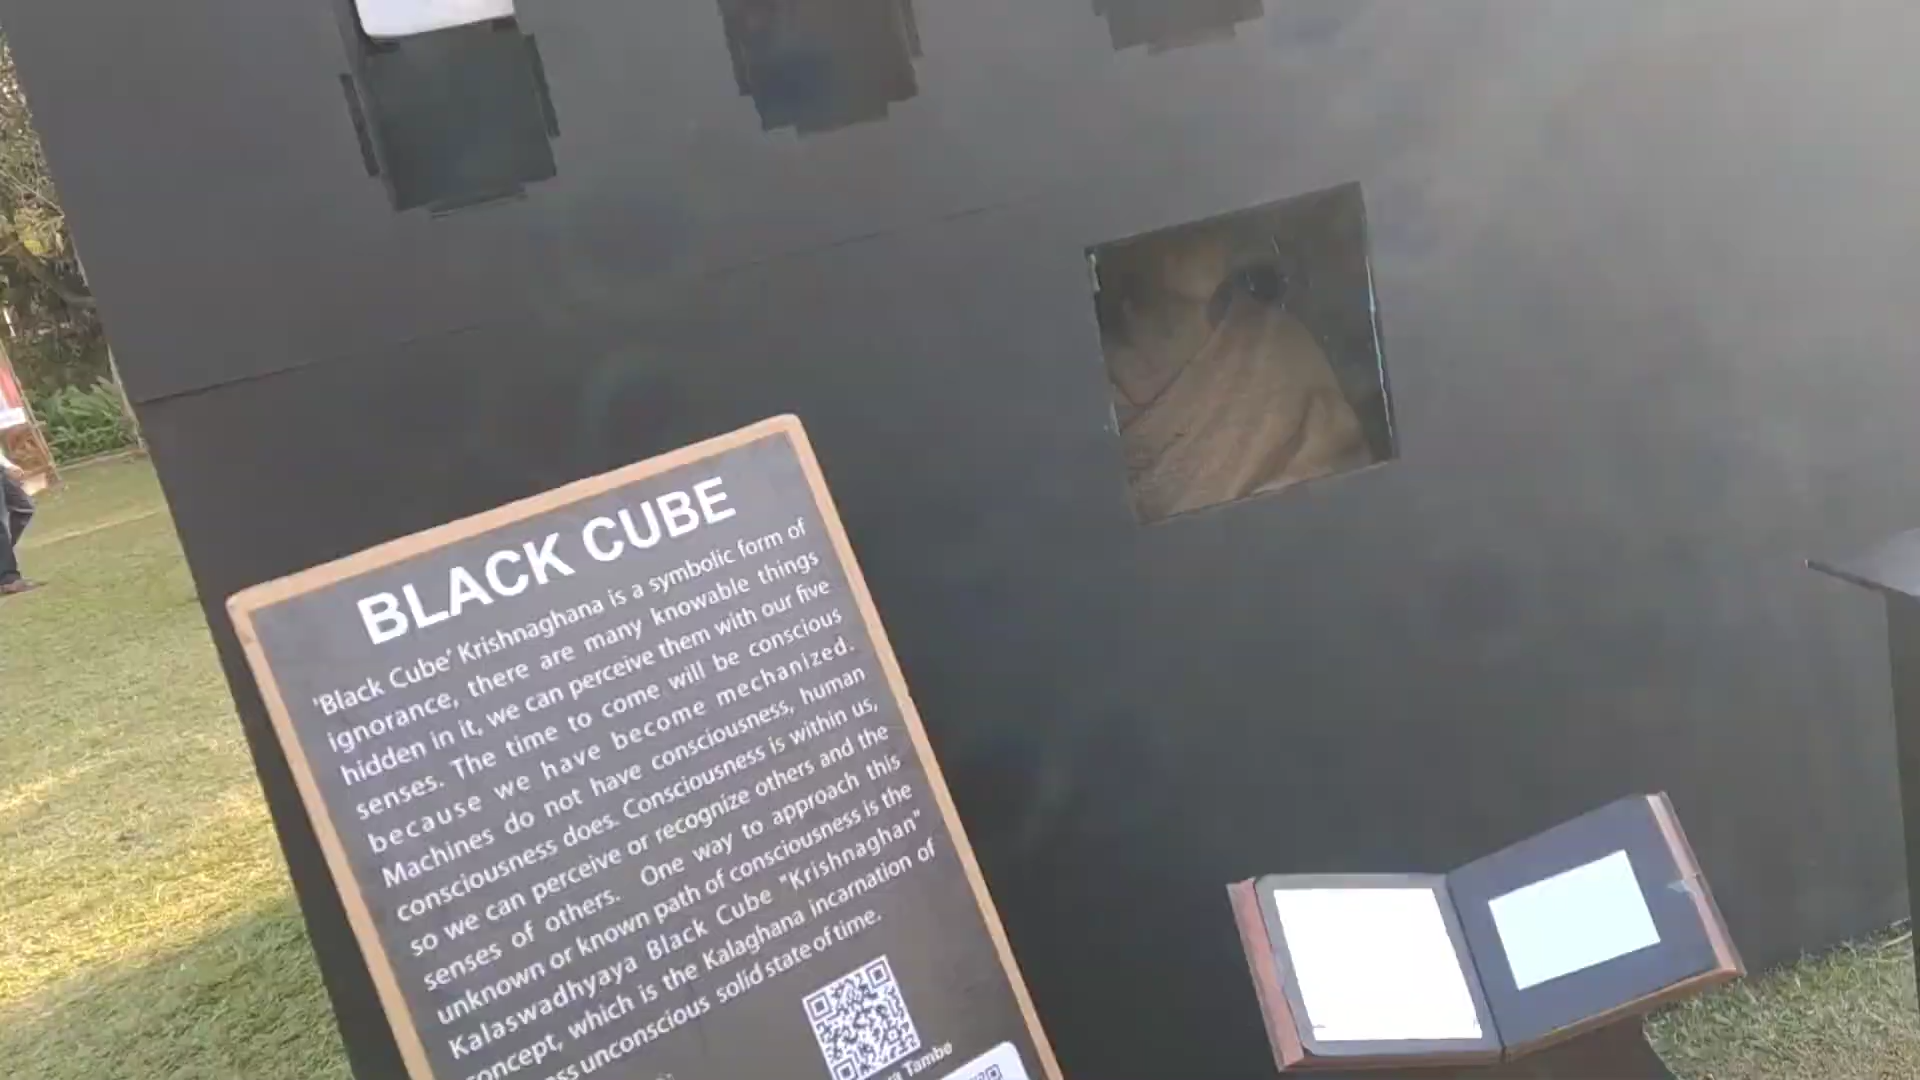 BLACK CUBE
'Black Cube' Krishnaghana is a symbolic form of
ignorance, there are many knowable things
hidden in it, we can perceive them with our five
senses. The time to come will be conscious
because we have become mechanized.
Machines do not have consciousness, human
consciousness does. Consciousness is within us,
so we can perceive or recognize others and the
senses of others. One way to approach this
unknown or known path of consciousness is the
Kalaswadhyaya Black Cube "Krishnaghan"
concept, which is the Kalaghana incarnation of
unconscious solid state of time.
Tambe